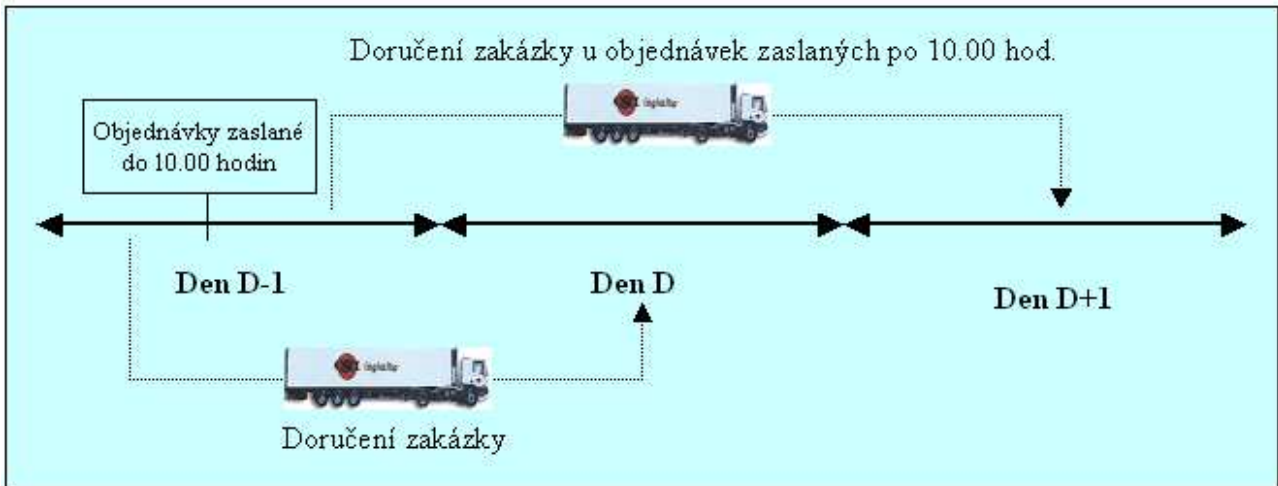 Doručení zakázky u objednávek zaslaných po 10.00 hod.
Objednávky zaslané
do 10.00 hodin
Den D-1
Den D
Den D+1
Doručení zakázky